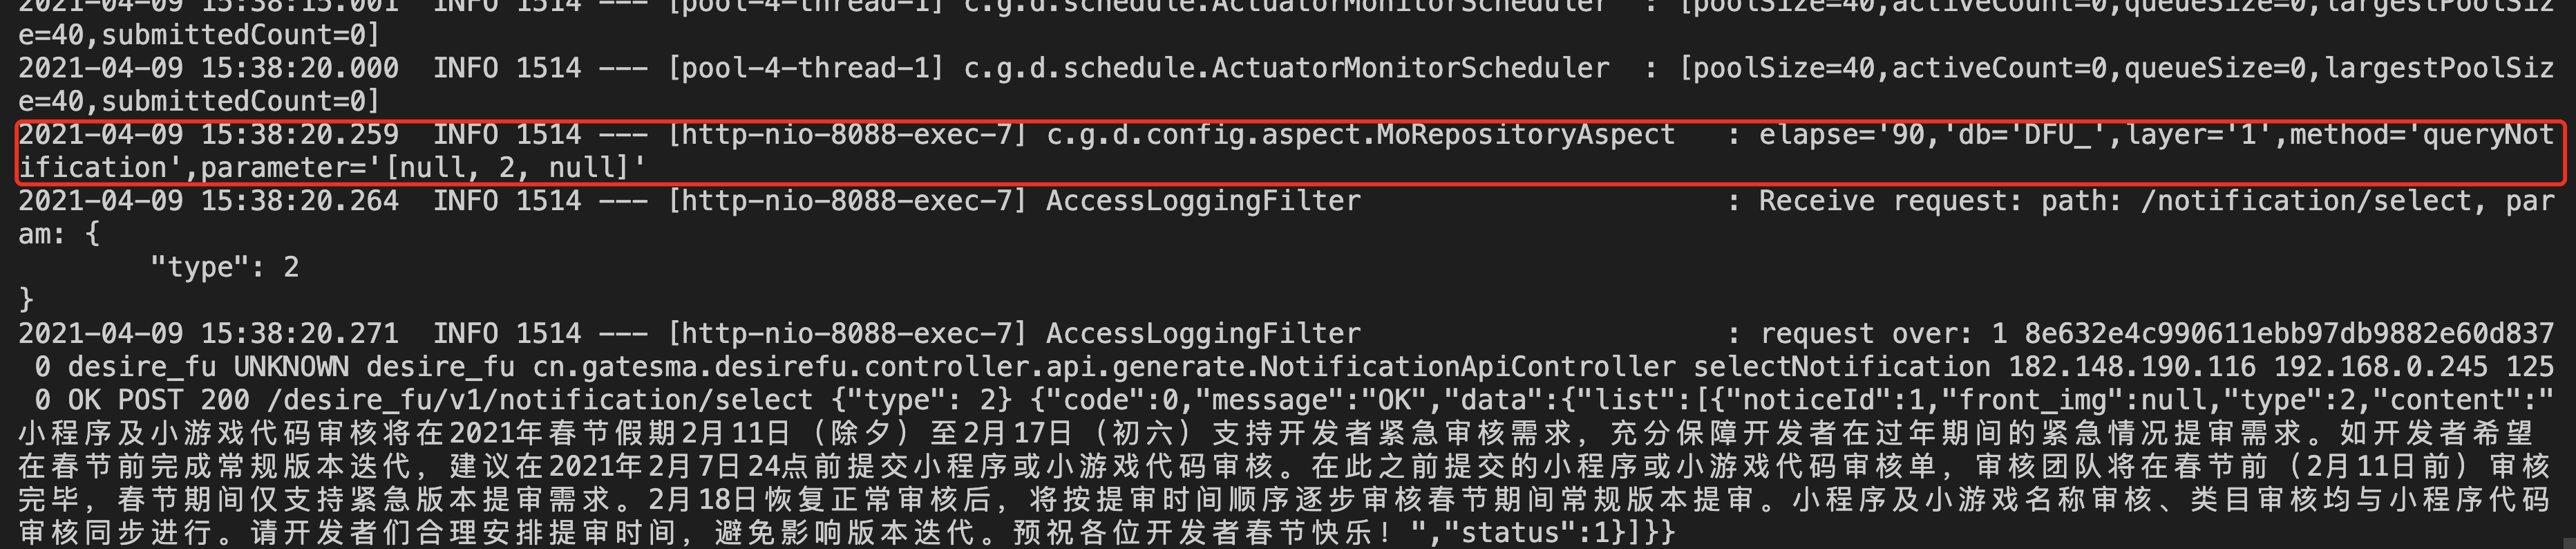 2021-04-09 15:38:15.001  INFO 1514 --- [pool-4-thread-1] c.g.d.schedule.ActuatorMonitorScheduler  : [poolSize=40,activeCount=0,queueSize=0,largestPoolSiz
e=40,submittedCount=0]
2021-04-09 15:38:20.000  INFO 1514 --- [pool-4-thread-1] c.g.d.schedule.ActuatorMonitorScheduler  : [poolSize=40,activeCount=0,queueSize=0,largestPoolSiz
e=40,submittedCount=0]
2021-04-09 15:38:20.259  INFO 1514 --- [http-nio-8088-exec-7] c.g.d.config.aspect.MoRepositoryAspect   : elapse='90,'db='DFU_',layer='1',method='queryNot
ification',parameter='[null, 2, null]'
2021-04-09 15:38:20.264  INFO 1514 --- [http-nio-8088-exec-7] AccessLoggingFilter                      : Receive request: path: /notification/select, par
am: {
        "type": 2
}
2021-04-09 15:38:20.271  INFO 1514 --- [http-nio-8088-exec-7] AccessLoggingFilter                      : request over: 1 8e632e4c990611ebb97db9882e60d837
 0 desire_fu UNKNOWN desire_fu cn.gatesma.desirefu.controller.api.generate.NotificationApiController selectNotification 182.148.190.116 192.168.0.245 125
 0 OK POST 200 /desire_fu/v1/notification/select {"type": 2} {"code":0,"message":"OK","data":{"list":[{"noticeId":1,"front_img":null,"type":2,"content":"
小程序及小游戏代码审核将在2021年春节假期2月11日（除夕）至2月17日（初六）支持开发者紧急审核需求，充分保障开发者在过年期间的紧急情况提审需求。如开发者希望
在春节前完成常规版本迭代，建议在2021年2月7日24点前提交小程序或小游戏代码审核。在此之前提交的小程序或小游戏代码审核单，审核团队将在春节前（2月11日前）审核
完毕，春节期间仅支持紧急版本提审需求。2月18日恢复正常审核后，将按提审时间顺序逐步审核春节期间常规版本提审。小程序及小游戏名称审核、类目审核均与小程序代码
审核同步进行。请开发者们合理安排提审时间，避免影响版本迭代。预祝各位开发者春节快乐！","status":1}]}}